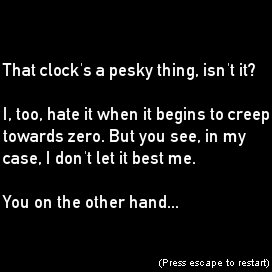 That clock's a pesky thing, isn't it?
I, too, hate it when it begins to creep
towards zero. But you see, in my
case, I don't let it best me.
You on the other hand...
(Press escape to restart)